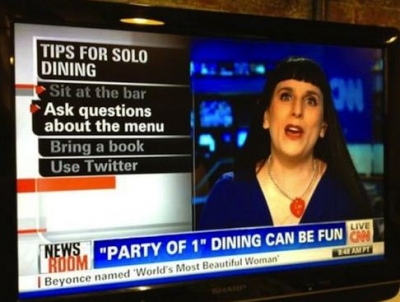 TIPS FOR SOLO
DINING
Sit at the bar
Ask questions
about the menu
Bring a book
Use Twitter
CNN
NEWS
ROOM
"PARTY OF 1" DINING CAN BE FUN
LIVE
CNN
9:48 AM PT
Beyonce named 'World's Most Beautiful Woman'
SHARP